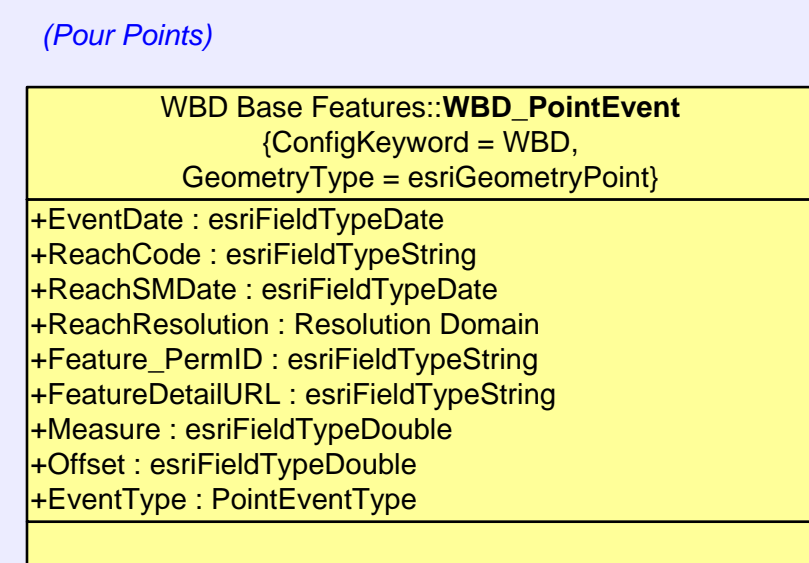 (Pour Points)
WBD Base Features::WBD_PointEvent
{ConfigKeyword = WBD,
GeometryType = esriGeometryPoint}
+EventDate : esriFieldTypeDate
+ReachCode : esriFieldTypeString
+ReachSMDate : esriFieldTypeDate
+ReachResolution : Resolution Domain
+Feature_PermID : esriFieldTypeString
+FeatureDetailURL : esriFieldTypeString
+Measure : esriFieldTypeDouble
+Offset : esriFieldTypeDouble
+EventType : PointEventType